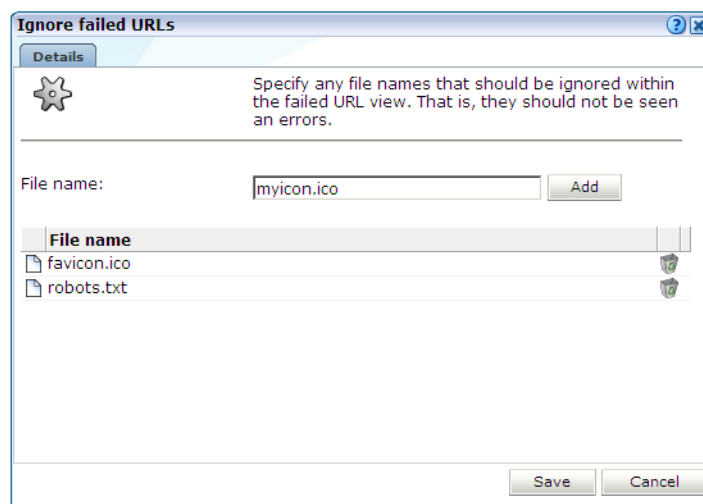 Ignore failed URLs
Details
Specify any file names that should be ignored within
the failed URL view. That is, they should not be seen
an errors.
File name: myicon.ico Add
File name
favicon.ico
robots.txt
Save Cancel